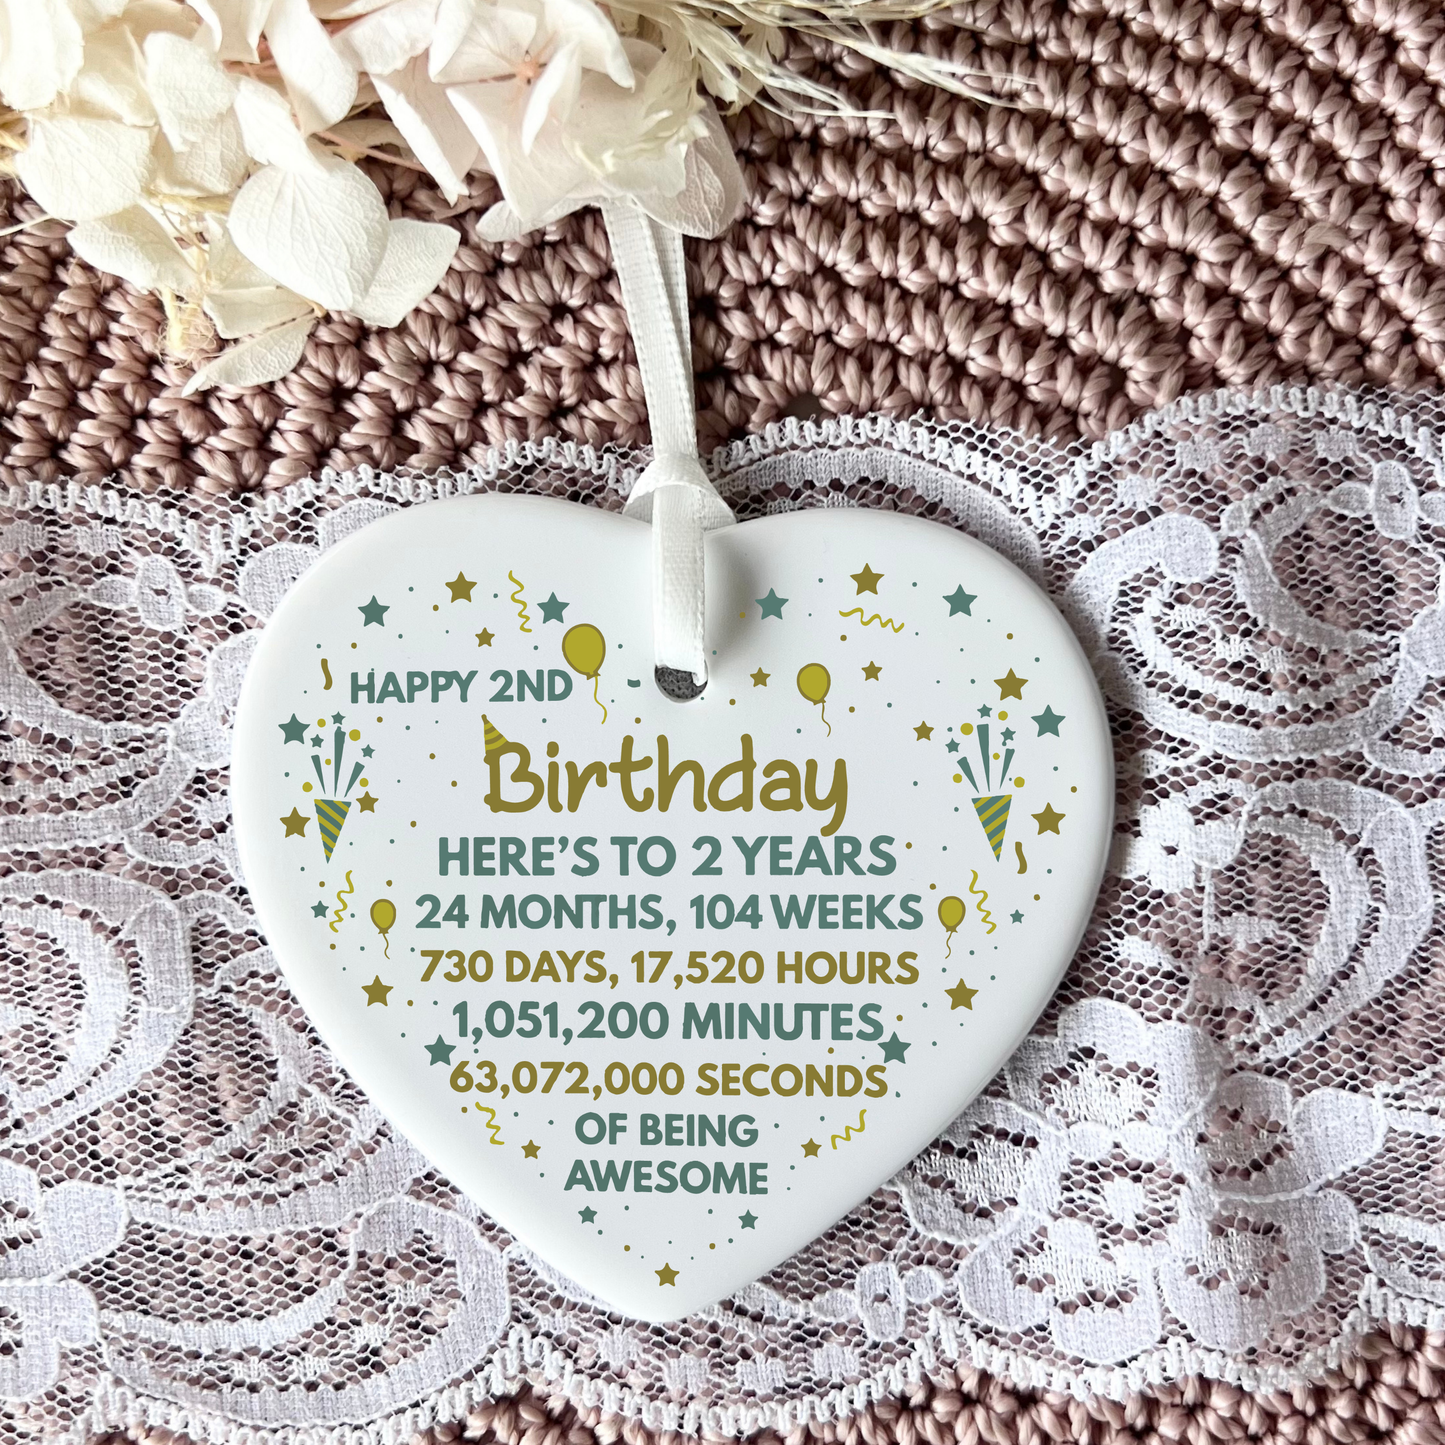 HAPPY 2ND
Birthday
HERE'S TO 2 YEARS
24 MONTHS, 104 WEEKS
730 DAYS, 17,520 HOURS
1,051,200 MINUTES
63,072,000 SECONDS
OF BEING
AWESOME